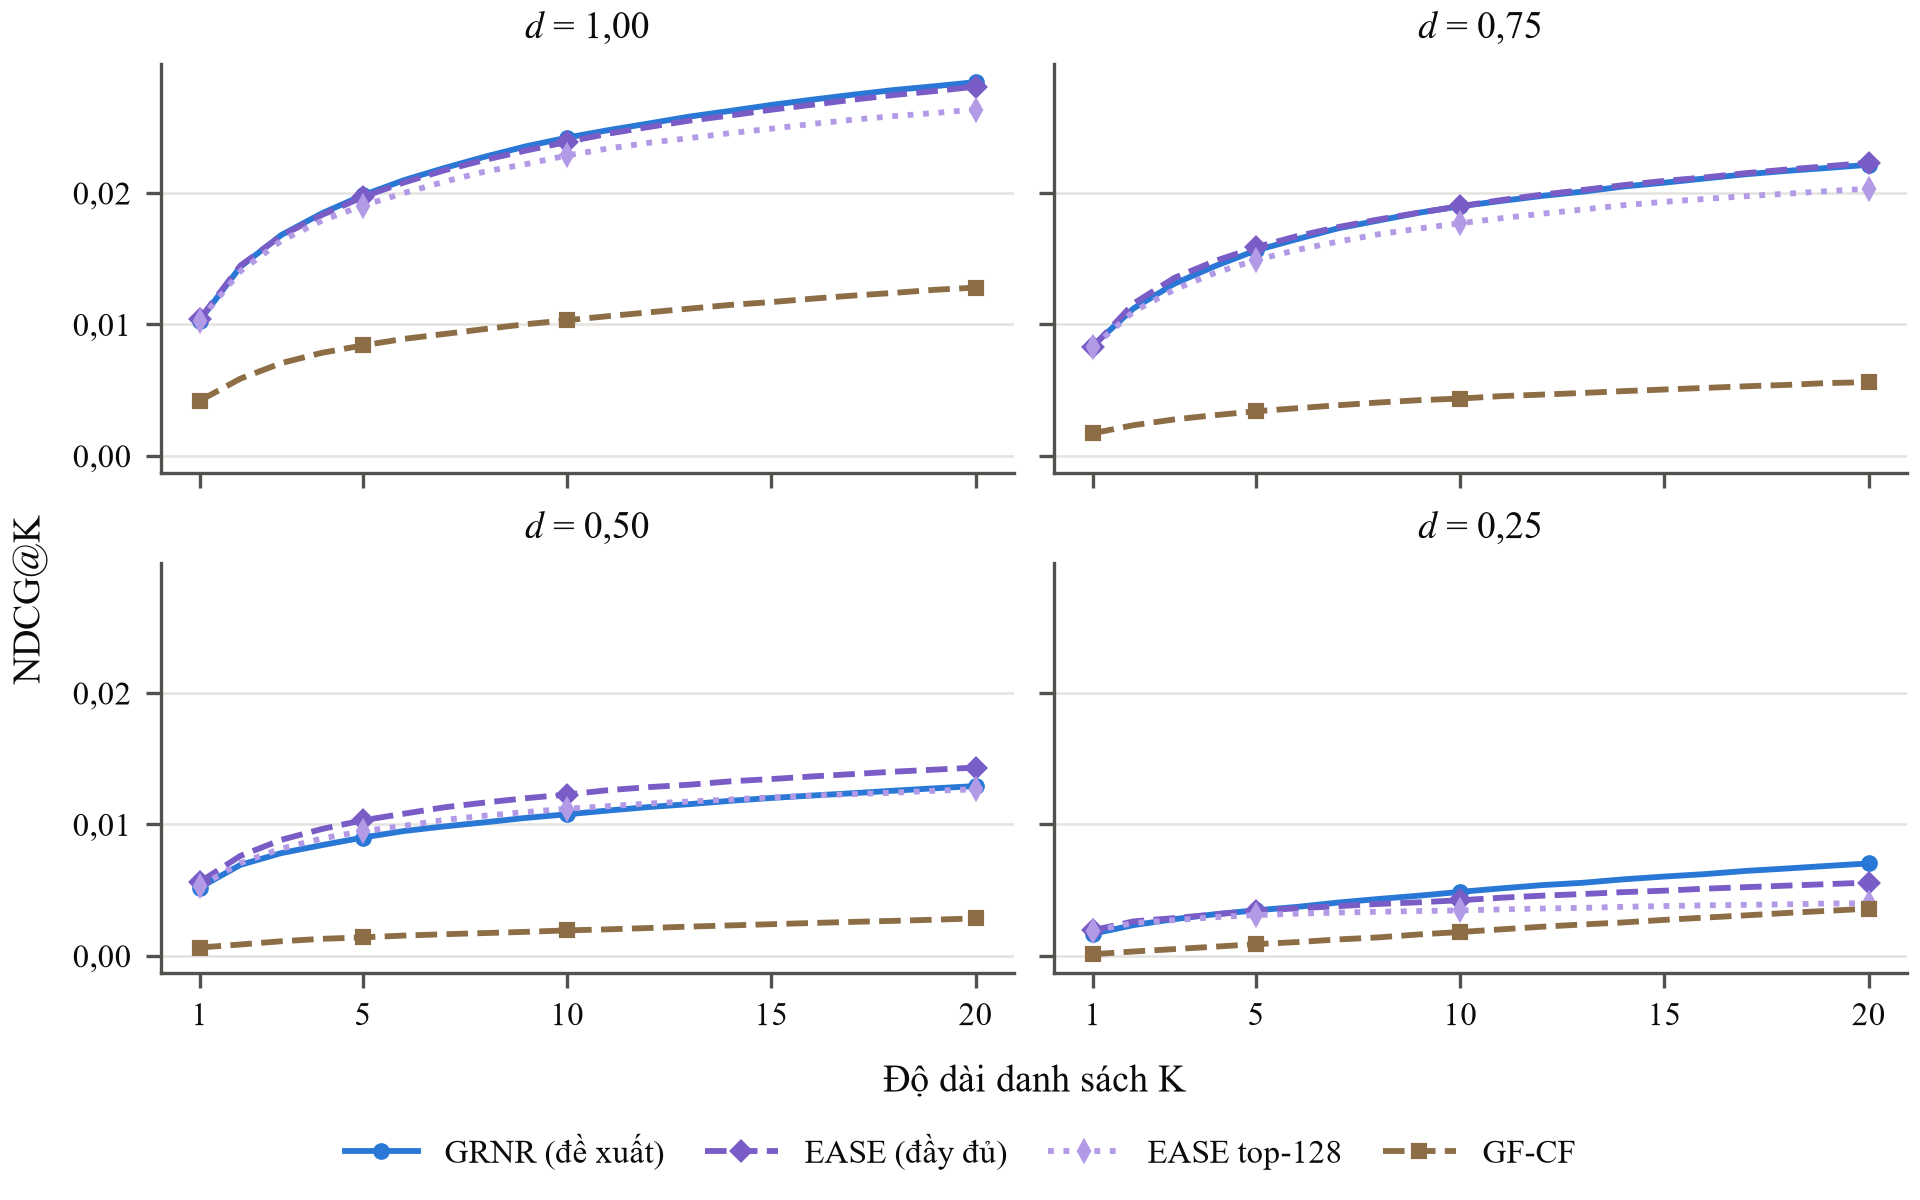 d = 1,00
d = 0,75
0,02
0,01
0,00
d = 0,50
d = 0,25
NDCG@K
0,02
0,01
0,00
1 5 10 15 20
1 5 10 15 20
Độ dài danh sách K
GRNR (đề xuất) EASE (đầy đủ) EASE top-128 GF-CF